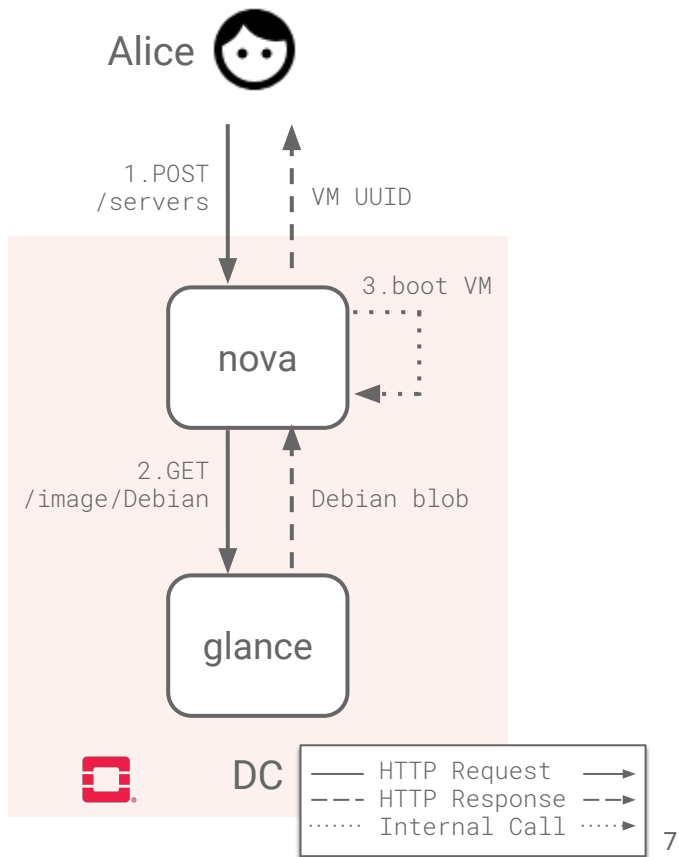 Alice
1.POST
/servers
VM UUID
3.boot VM
nova
2.GET
/image/Debian
Debian blob
glance
DC
HTTP Request
HTTP Response
Internal Call
7